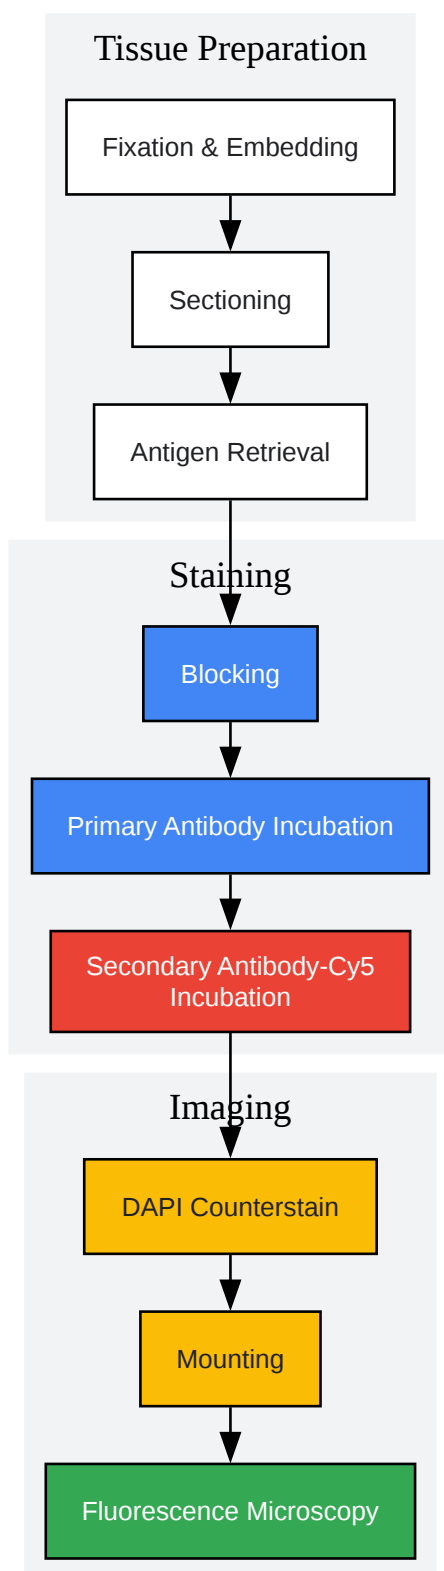 Tissue Preparation
Fixation & Embedding
Sectioning
Antigen Retrieval
Staining
Blocking
Primary Antibody Incubation
Secondary Antibody-Cy5
Incubation
Imaging
DAPI Counterstain
Mounting
Fluorescence Microscopy